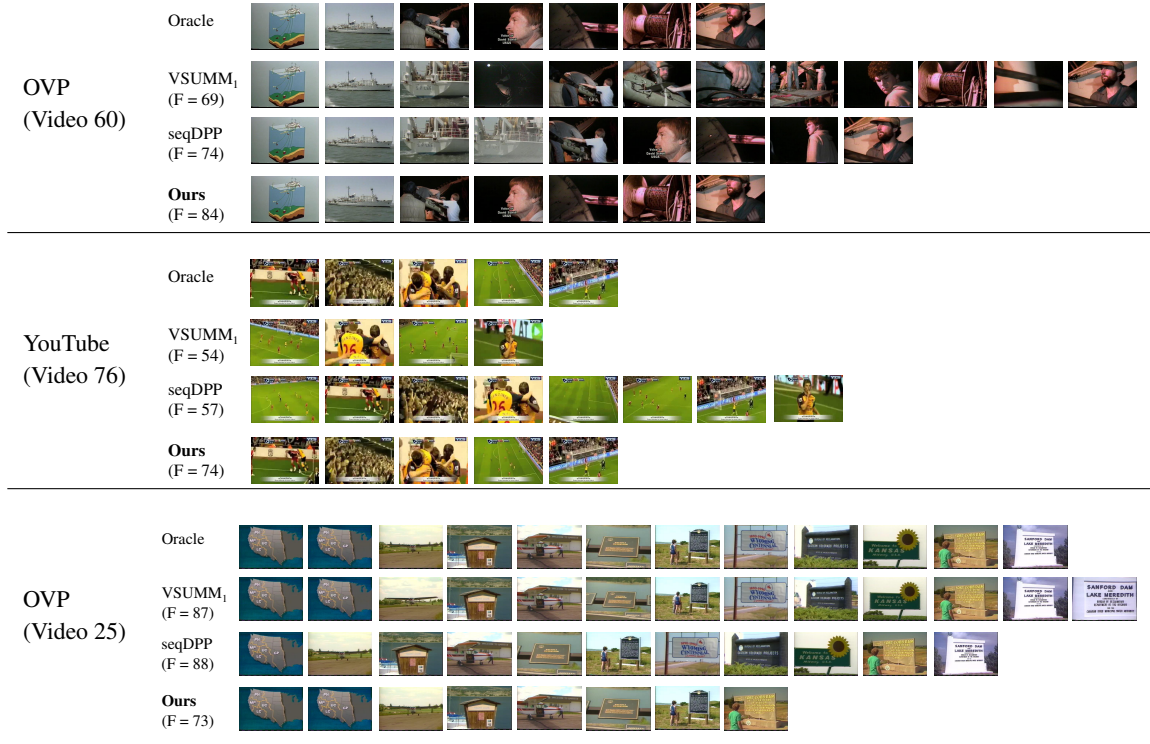 Oracle
OVP
(Video 60)
VSUMM1
(F = 69)
seqDPP
(F = 74)
Ours
(F = 84)
Oracle
YouTube
(Video 76)
VSUMM1
(F = 54)
seqDPP
(F = 57)
Ours
(F = 74)
Oracle
OVP
(Video 25)
VSUMM1
(F = 87)
SANFORD DAM
LAKE MEREDITH
seqDPP
(F = 88)
Ours
(F = 73)